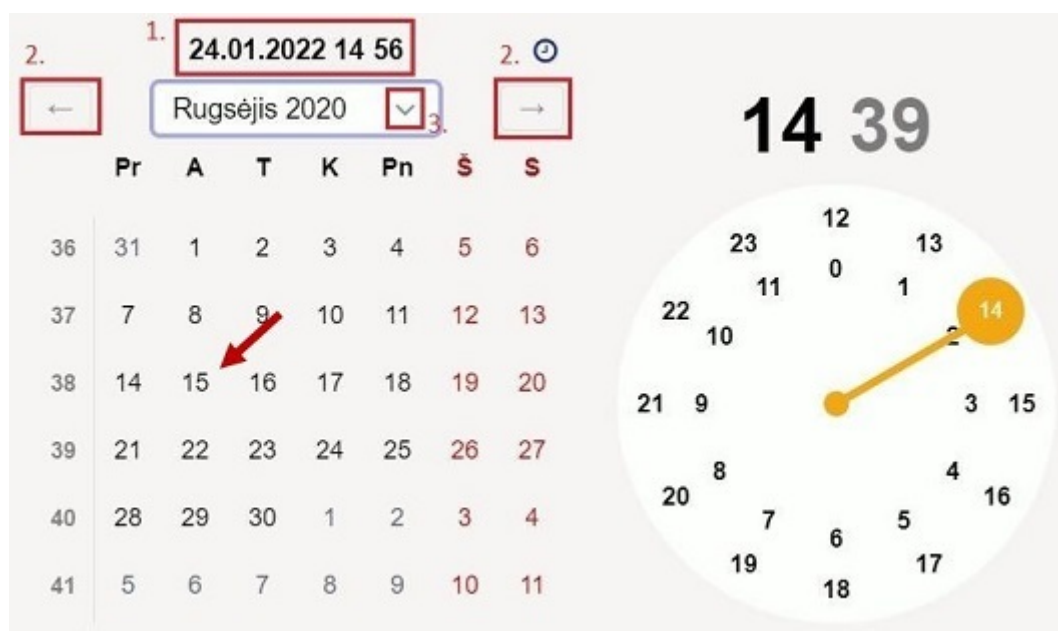 1. 24.01.2022 14 56
2. ← Rugsėjis 2020 3. → 2.
Pr A T K Pn Š S
36 31 1 2 3 4 5 6
37 7 8 9 10 11 12 13
38 14 15 16 17 18 19 20
39 21 22 23 24 25 26 27
40 28 29 30 1 2 3 4
41 5 6 7 8 9 10 11
14 39
12
23 13
0
11 1
22 14
10 2
21 9 3 15
8 4
20 16
7 5
6
19 17
18